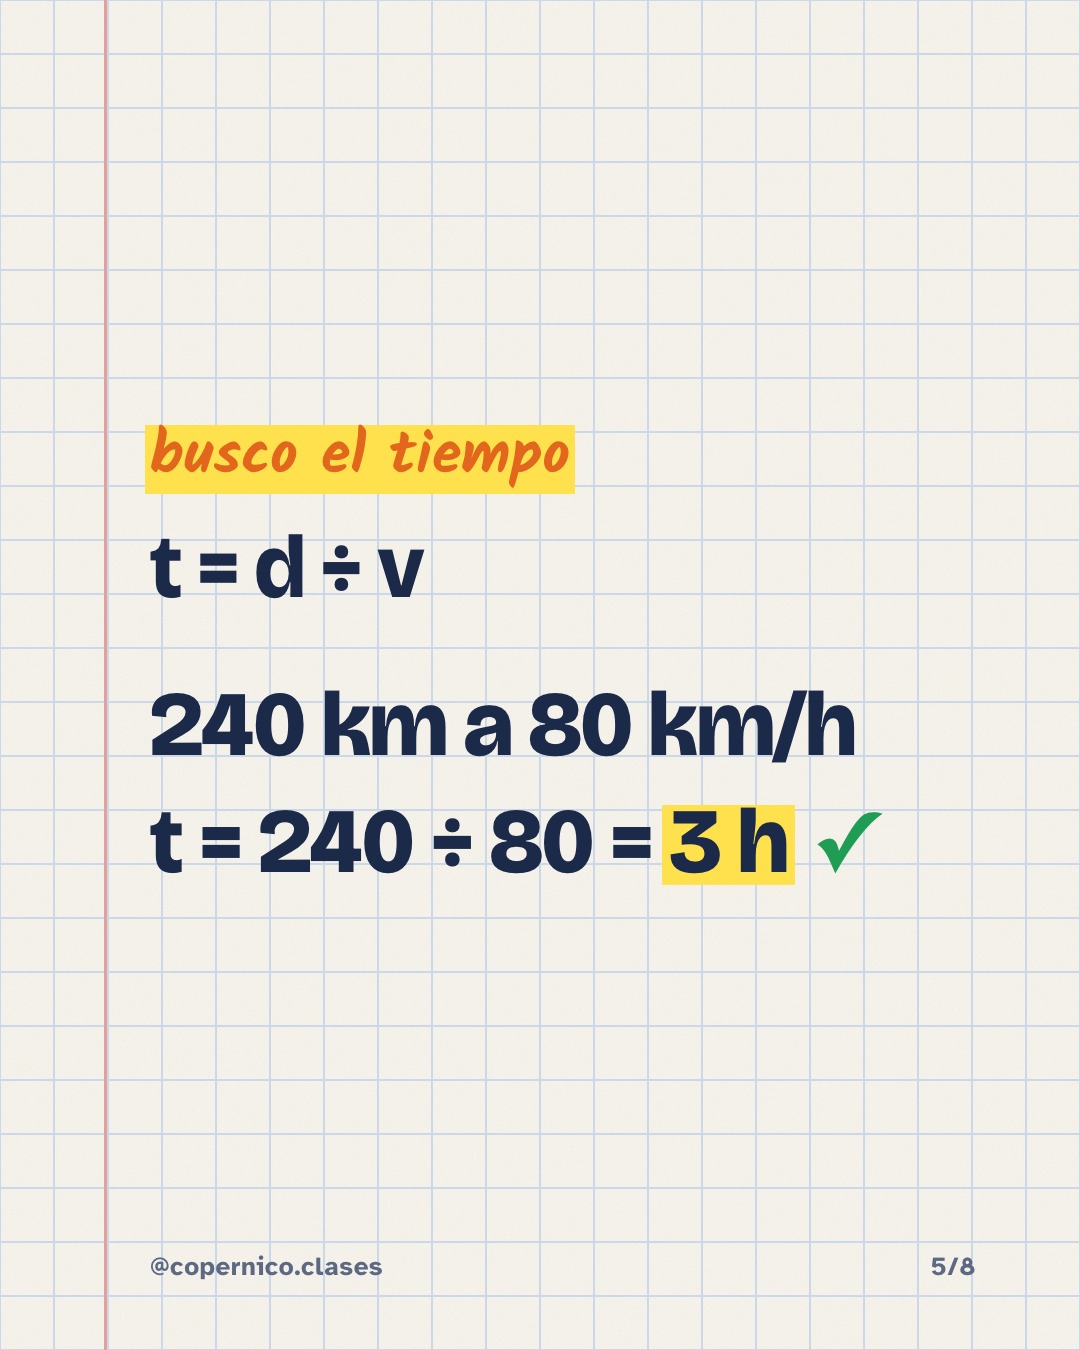 busco el tiempo
t = d ÷ v
240 km a 80 km/h
t = 240 ÷ 80 = 3 h ✓
@copernico.clases
5/8